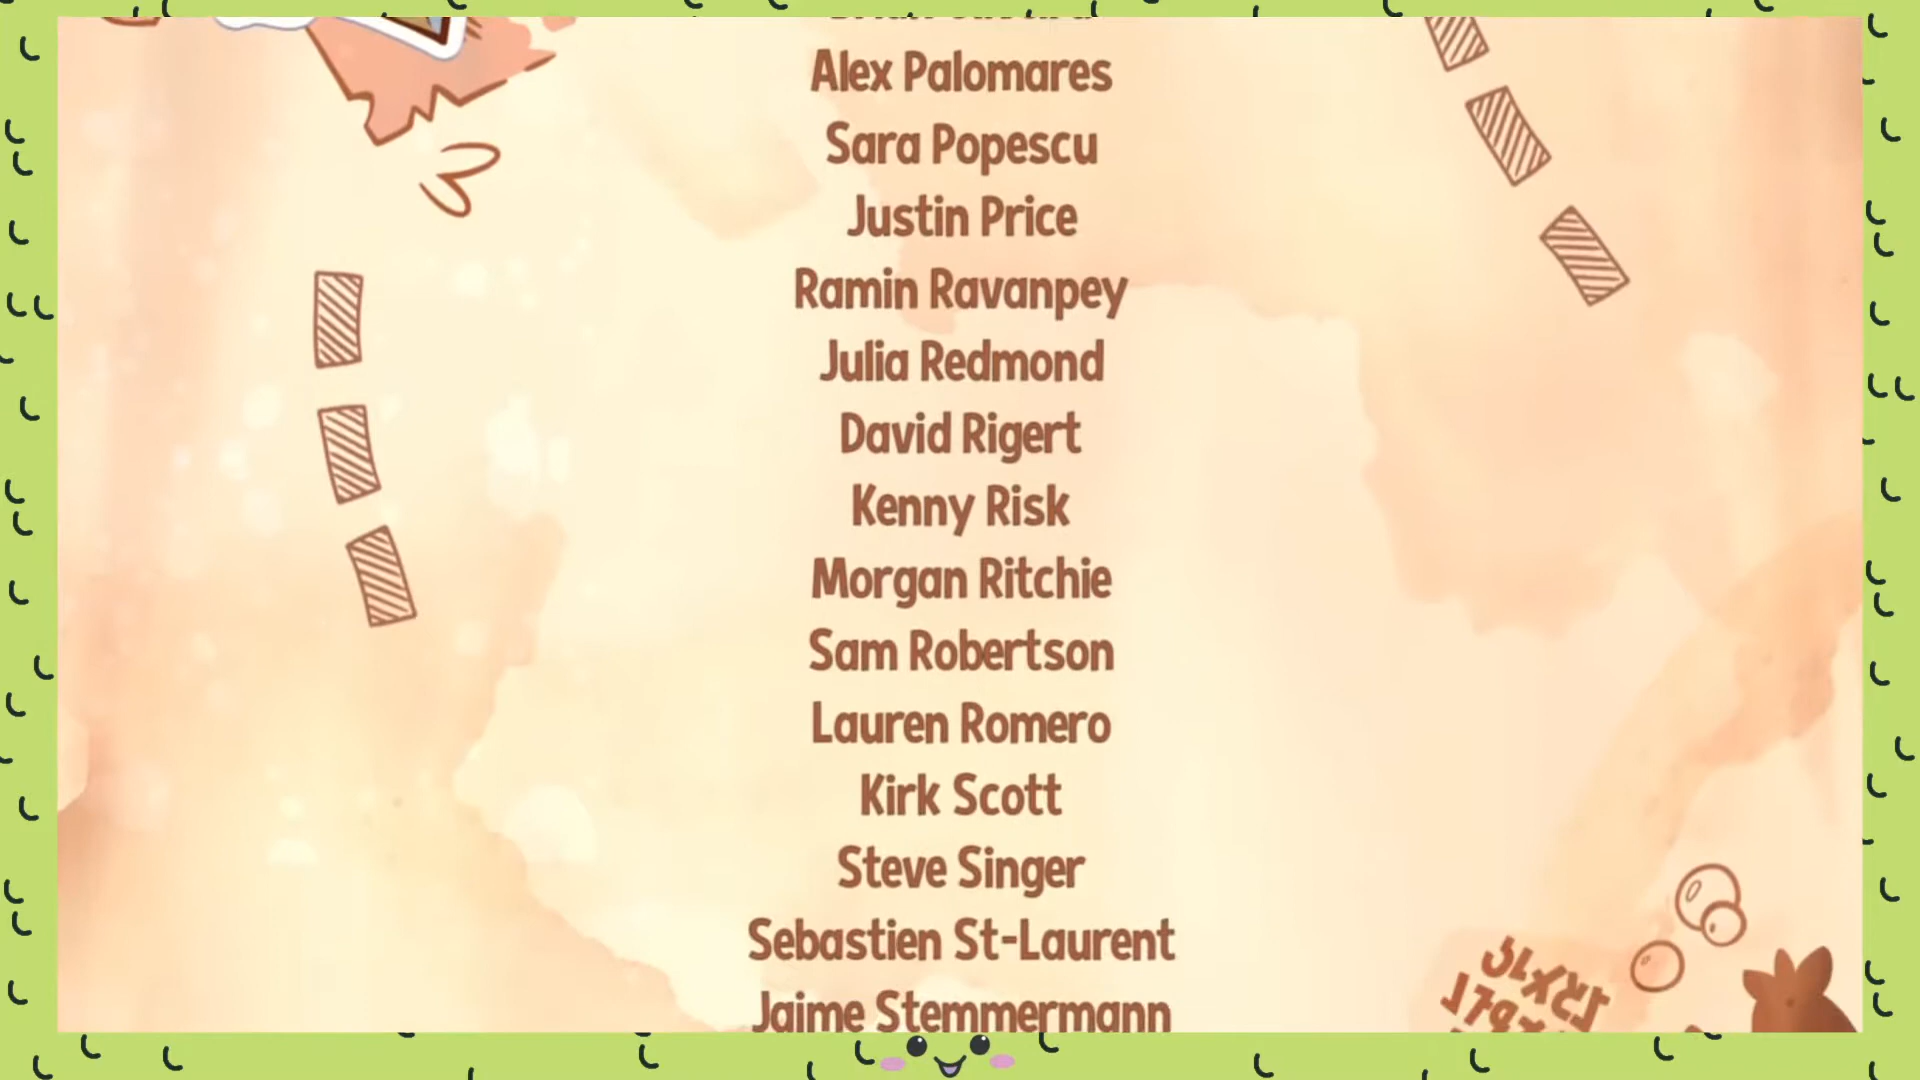 Alex Palomares
Sara Popescu
Justin Price
Ramin Ravanpey
Julia Redmond
David Rigert
Kenny Risk
Morgan Ritchie
Sam Robertson
Lauren Romero
Kirk Scott
Steve Singer
Sebastien St-Laurent
Jaime Stemmermann